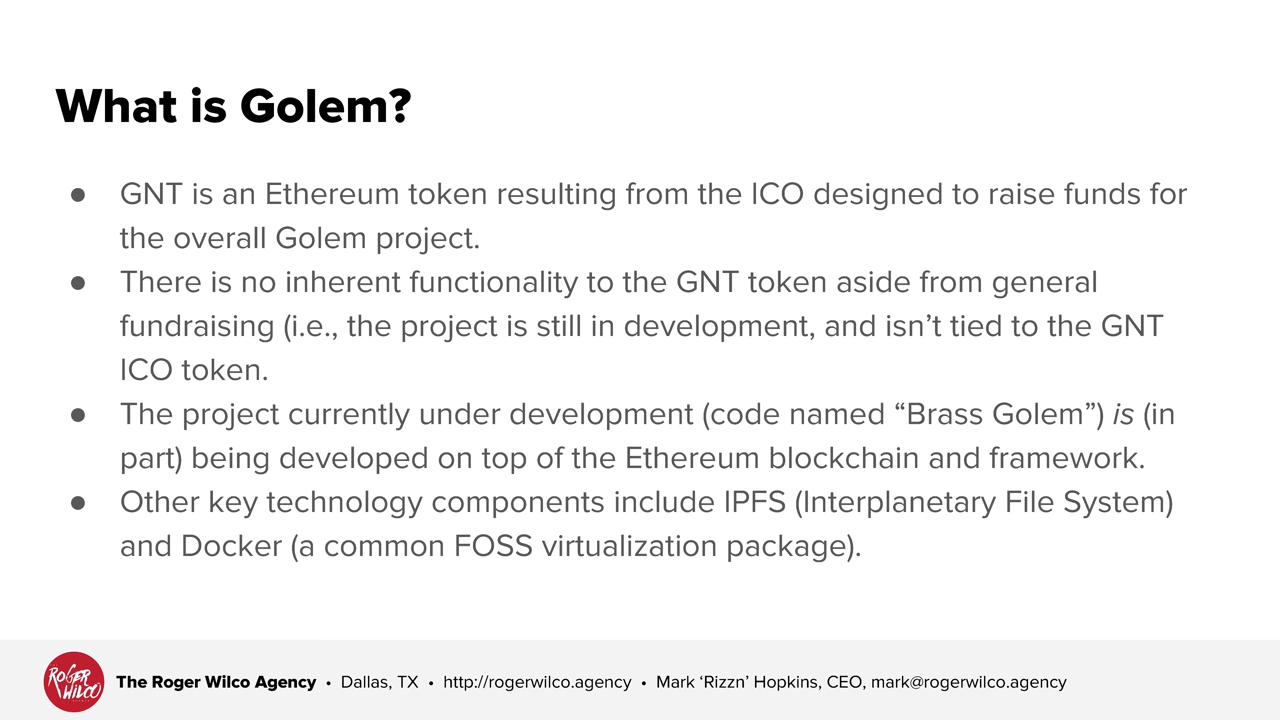 What is Golem?
● GNT is an Ethereum token resulting from the ICO designed to raise funds for
the overall Golem project.
● There is no inherent functionality to the GNT token aside from general
fundraising (i.e., the project is still in development, and isn’t tied to the GNT
ICO token.
● The project currently under development (code named “Brass Golem”) is (in
part) being developed on top of the Ethereum blockchain and framework.
● Other key technology components include IPFS (Interplanetary File System)
and Docker (a common FOSS virtualization package).
ROGER
WILCO
The Roger Wilco Agency • Dallas, TX • http://rogerwilco.agency • Mark ‘Rizzn’ Hopkins, CEO, mark@rogerwilco.agency